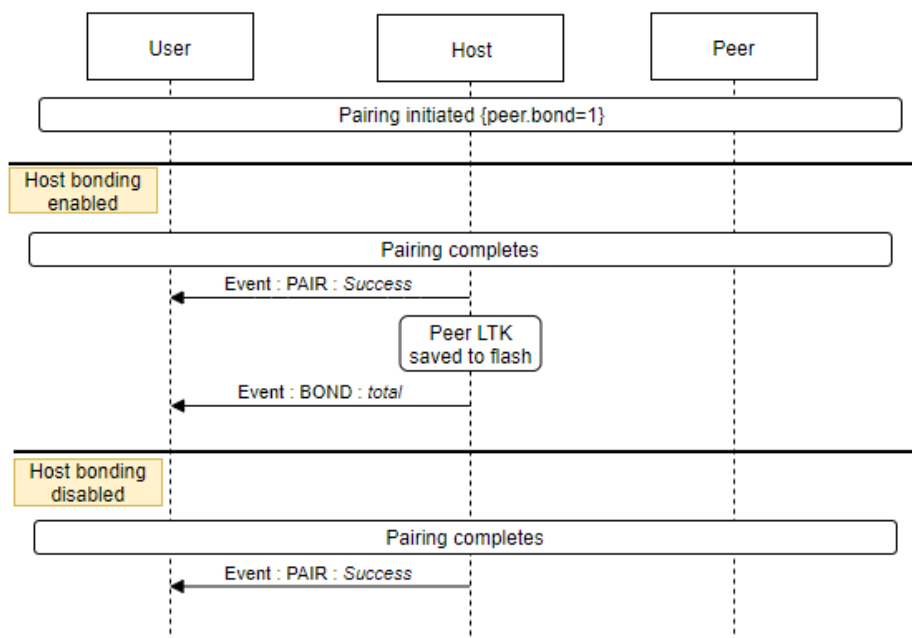 User
Host
Peer
Pairing initiated {peer.bond=1}
Host bonding
enabled
Pairing completes
Event : PAIR : Success
Peer LTK
saved to flash
Event : BOND : total
Host bonding
disabled
Pairing completes
Event : PAIR : Success